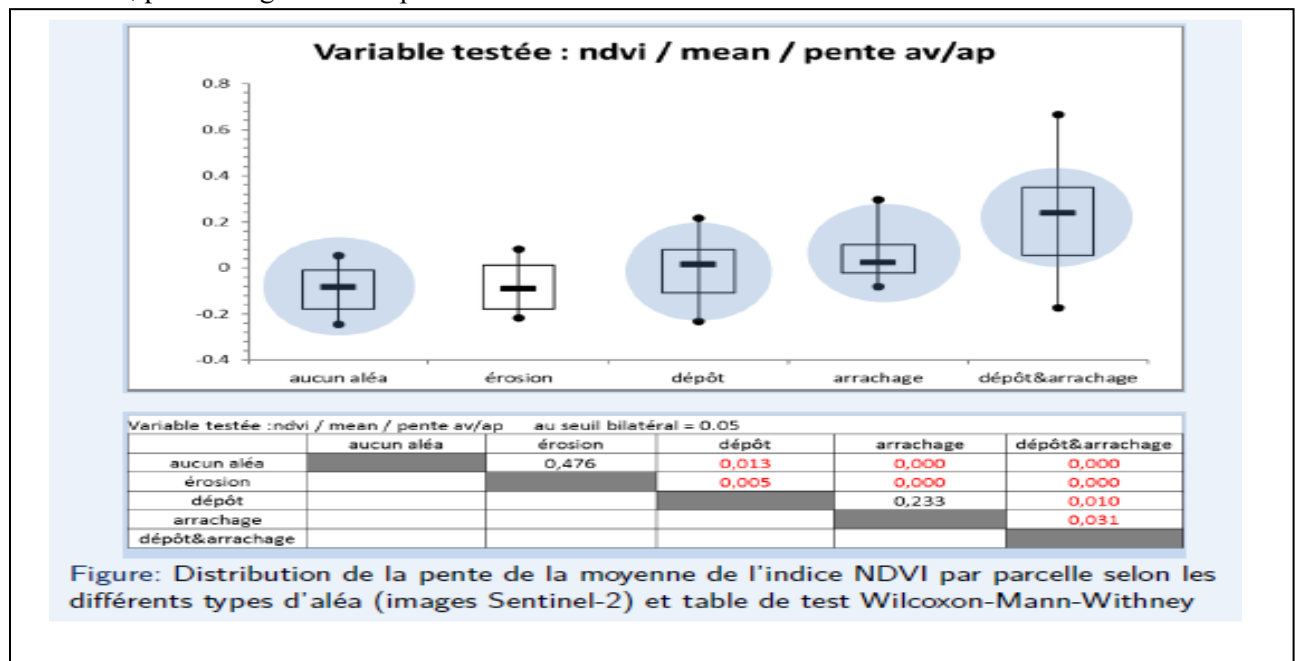 Variable testée : ndvi / mean / pente av/ap
0.8
0.6
0.4
0.2
0
-0.2
-0.4
aucun aléa érosion dépôt arrachage dépôt&arrachage
Variable testée :ndvi / mean / pente av/ap au seuil bilatéral = 0.05
aucun aléa érosion dépôt arrachage dépôt&arrachage
aucun aléa 0,476 0,013 0,000 0,000
érosion 0,005 0,000 0,000
dépôt 0,233 0,010
arrachage 0,031
dépôt&arrachage
Figure: Distribution de la pente de la moyenne de l'indice NDVI par parcelle selon les
différents types d'aléa (images Sentinel-2) et table de test Wilcoxon-Mann-Withney